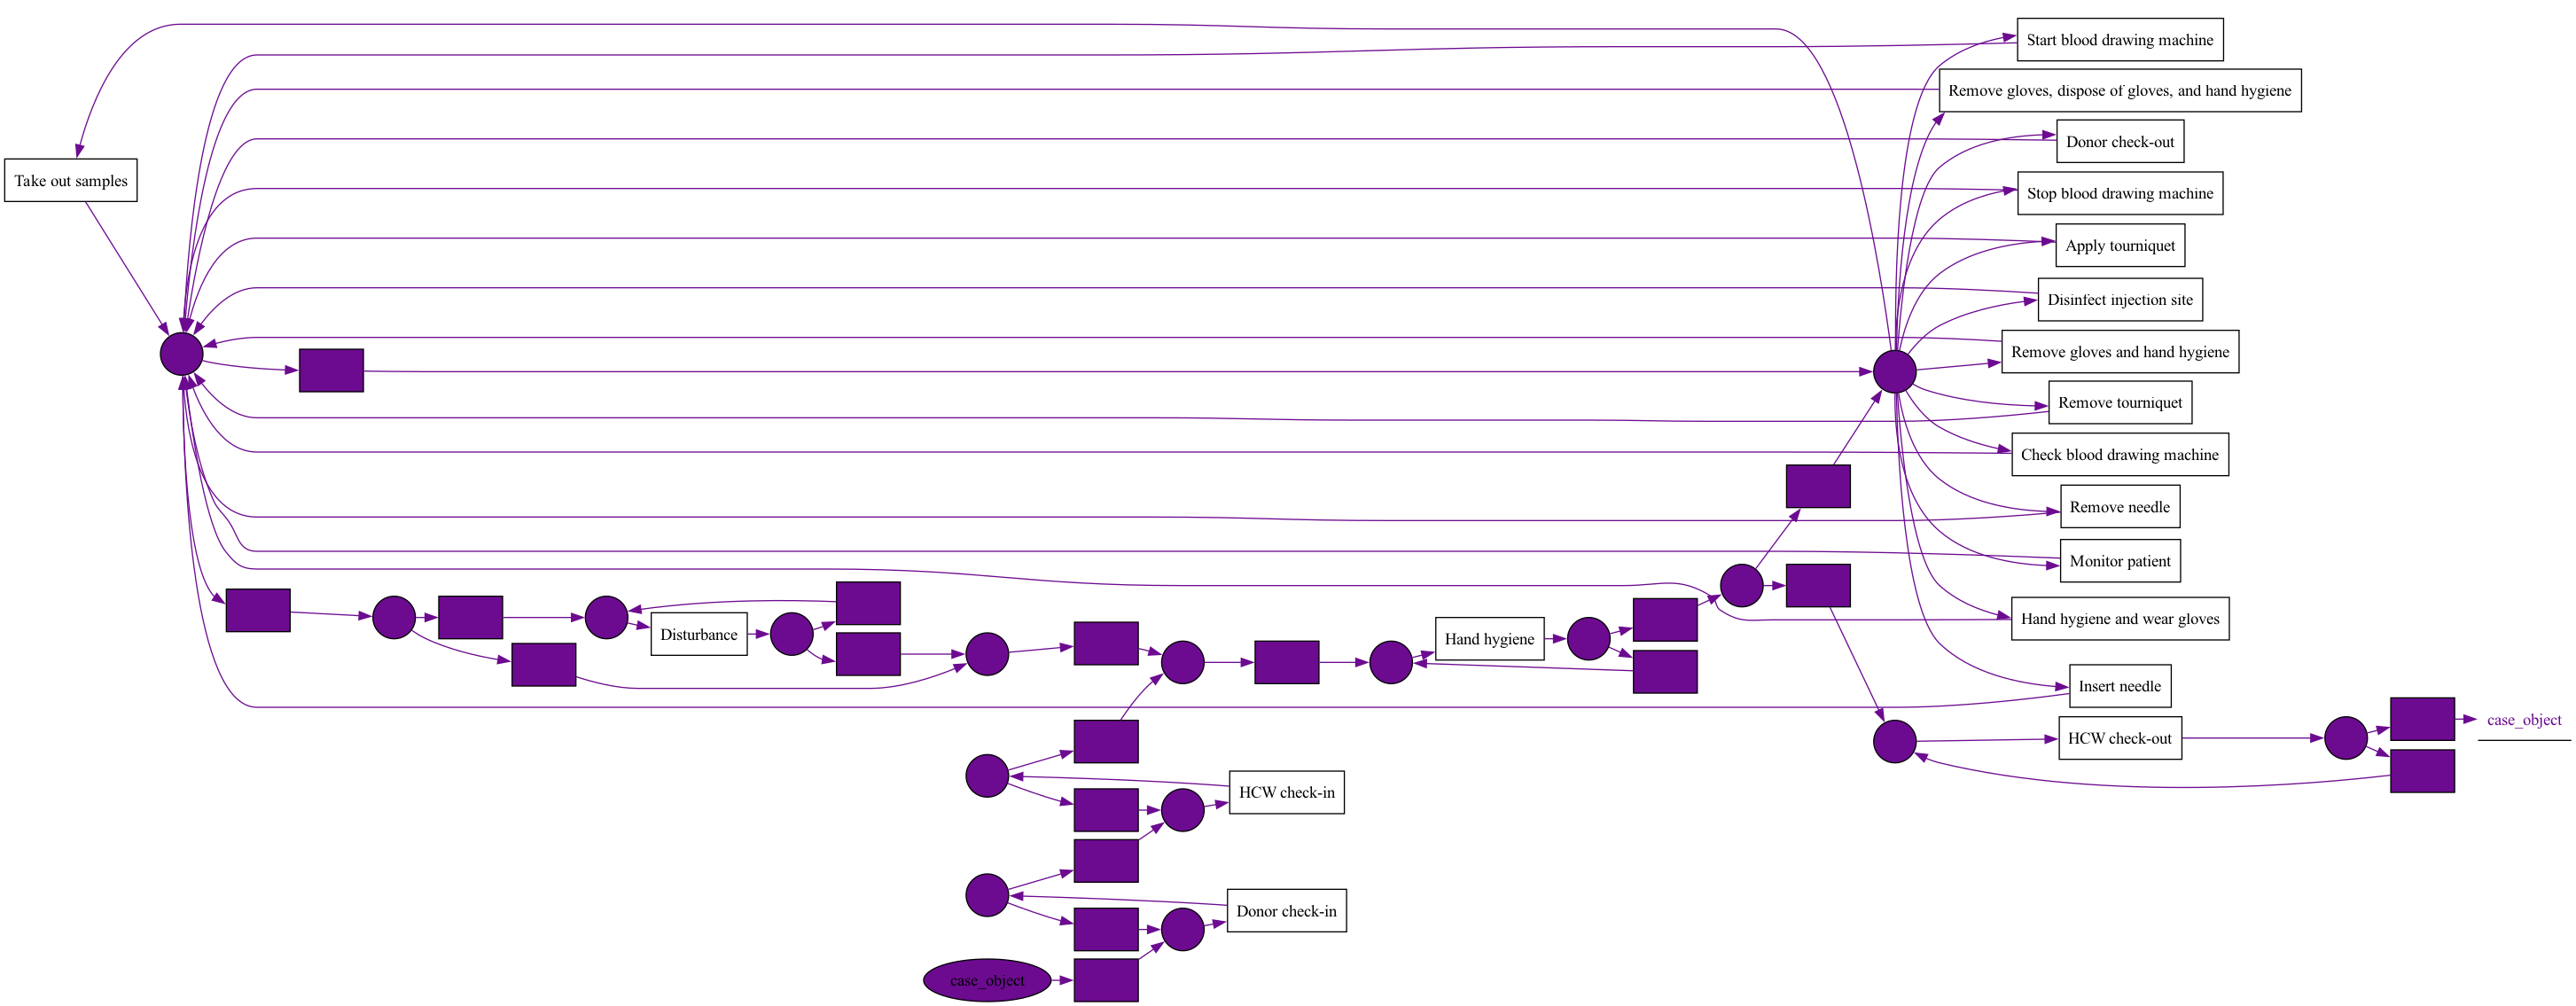 Start blood drawing machine
Remove gloves, dispose of gloves, and hand hygiene
Donor check-out
Take out samples
Stop blood drawing machine
Apply tourniquet
Disinfect injection site
Remove gloves and hand hygiene
Remove tourniquet
Check blood drawing machine
Remove needle
Monitor patient
Hand hygiene and wear gloves
Disturbance
Hand hygiene
Insert needle
case_object
HCW check-out
HCW check-in
Donor check-in
case_object